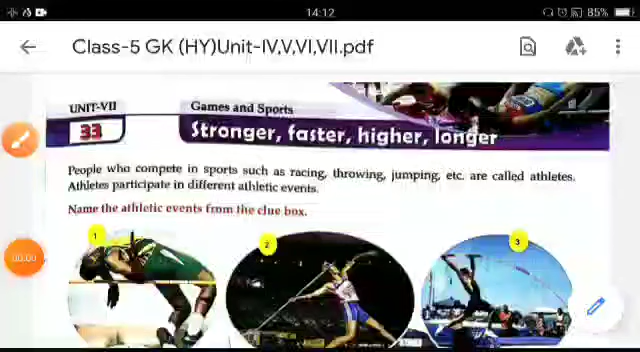 14:12
85%
Class-5 GK (HY)Unit-IV,V,VI,VII.pdf
UNIT-VII
Games and Sports
33
Stronger, faster, higher, longer
People who compete in sports such as racing, throwing, jumping, etc. are called athletes.
Athletes participate in different athletic events.
Name the athletic events from the clue box.
1
2
3
00:00